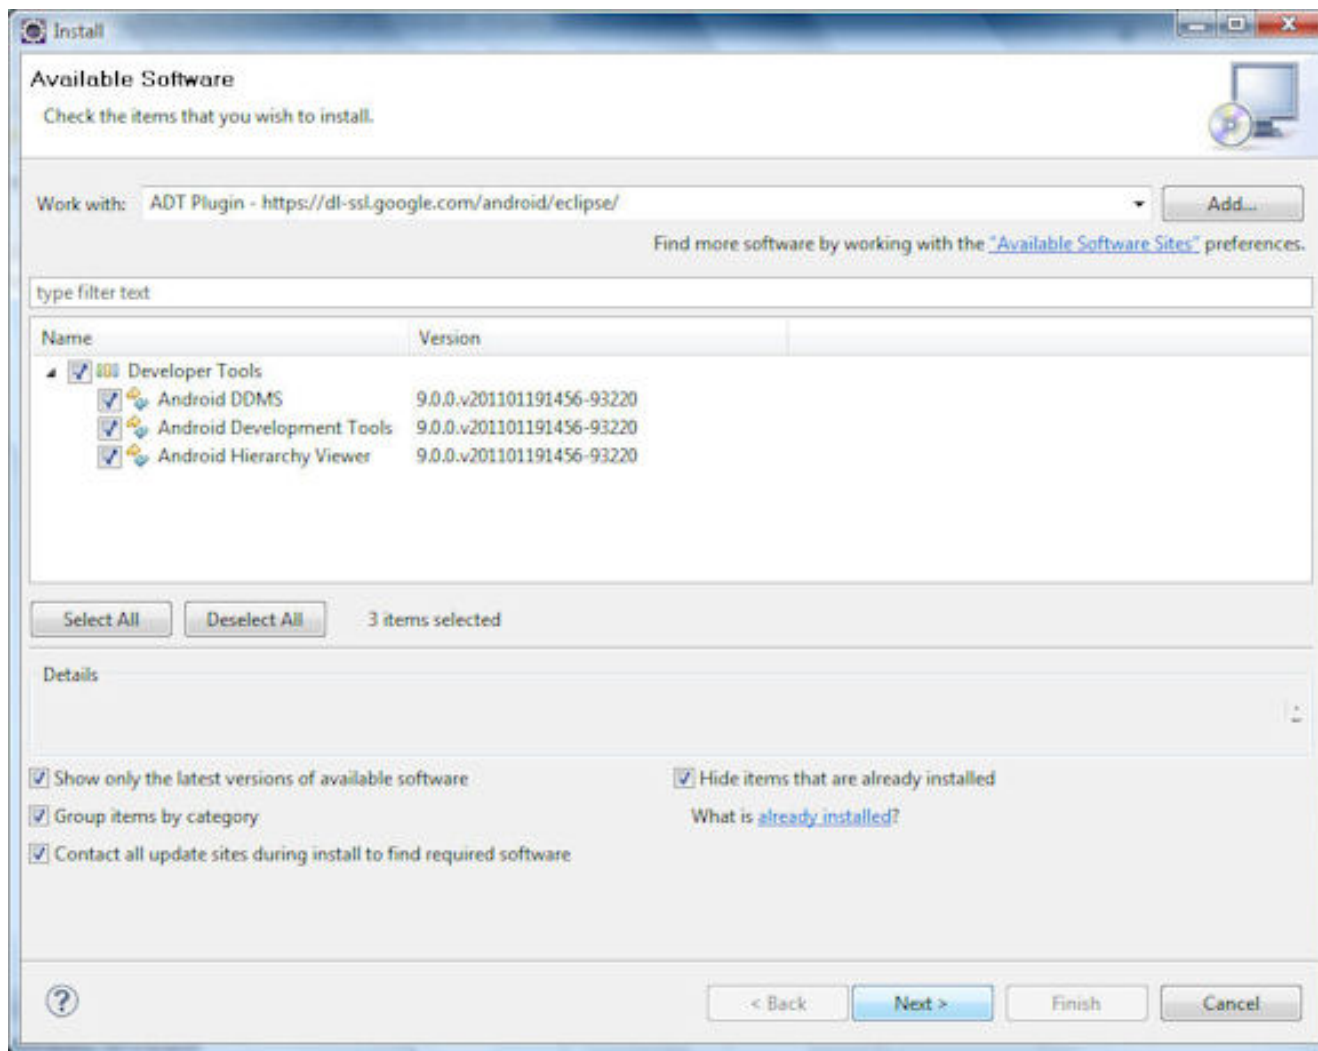 Install
Available Software
Check the items that you wish to install.
Work with: ADT Plugin - https://dl-ssl.google.com/android/eclipse/ Add...
Find more software by working with the "Available Software Sites" preferences.
type filter text
Name Version
Developer Tools
Android DDMS 9.0.0.v201101191456-93220
Android Development Tools 9.0.0.v201101191456-93220
Android Hierarchy Viewer 9.0.0.v201101191456-93220
Select All Deselect All 3 items selected
Details
Show only the latest versions of available software Hide items that are already installed
Group items by category What is already installed?
Contact all update sites during install to find required software
? < Back Next > Finish Cancel